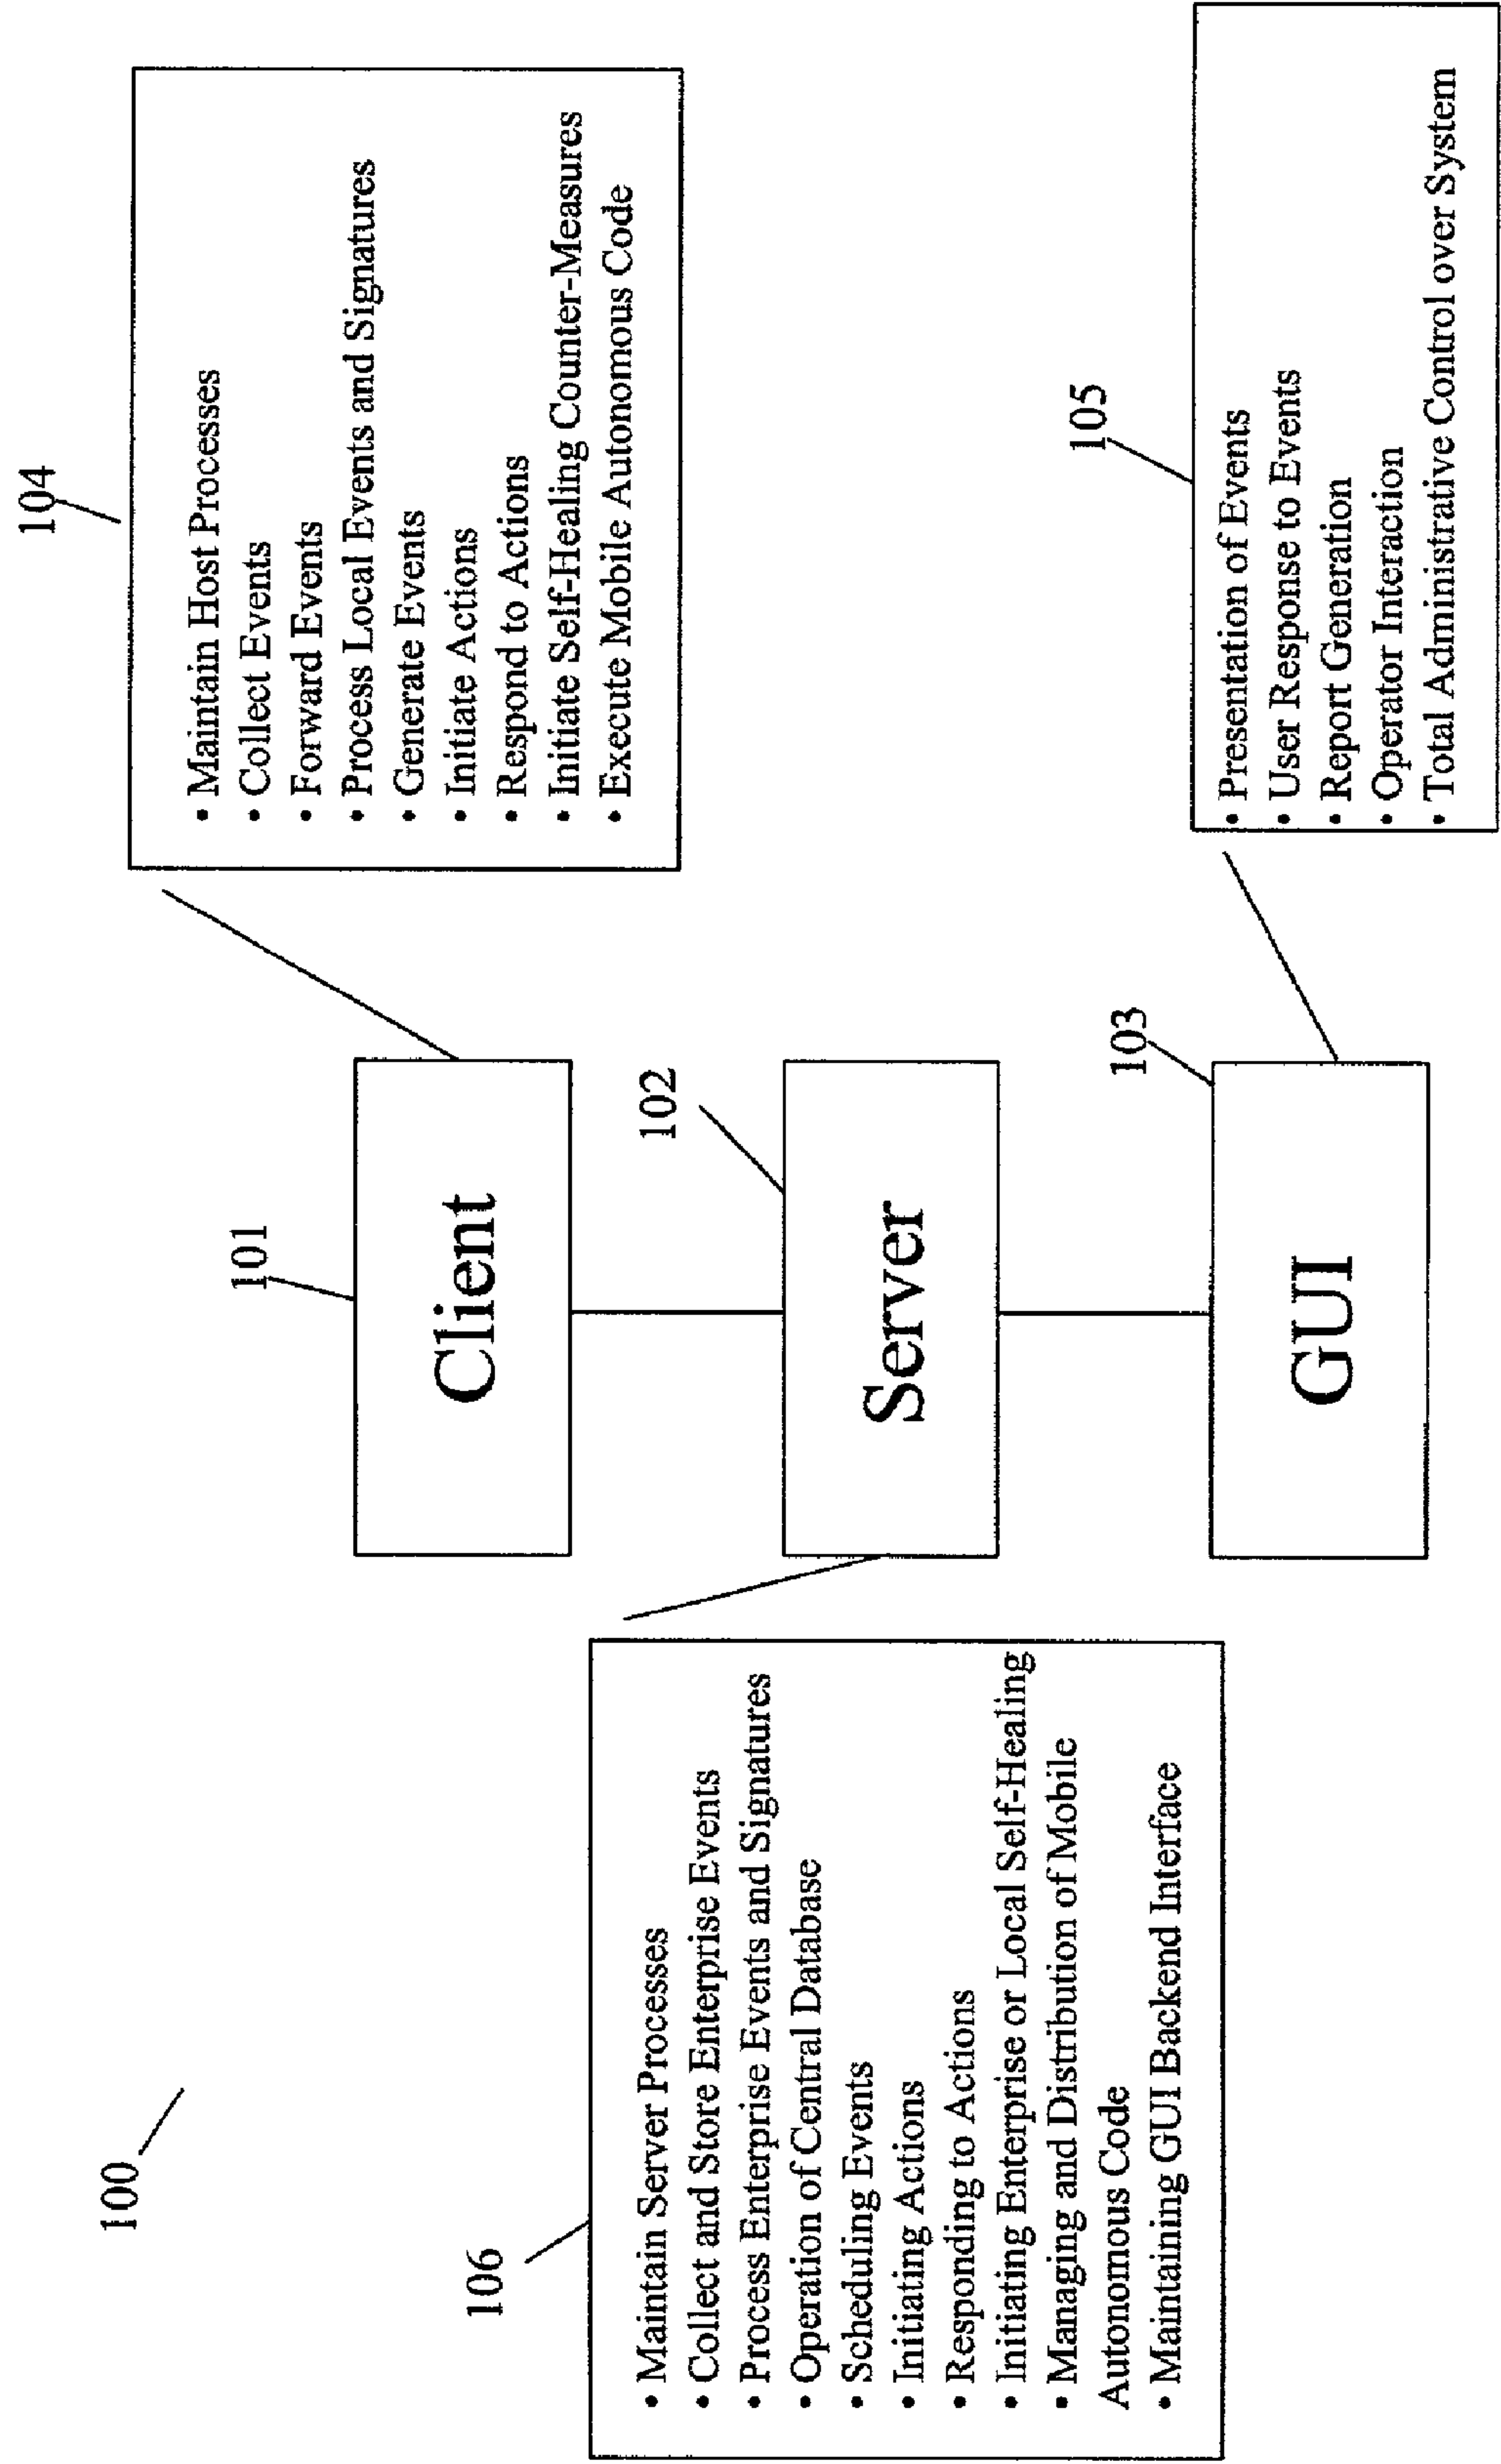 100
106
• Maintain Server Processes
• Collect and Store Enterprise Events
• Process Enterprise Events and Signatures
• Operation of Central Database
• Scheduling Events
• Initiating Actions
• Responding to Actions
• Initiating Enterprise or Local Self-Healing
• Managing and Distribution of Mobile
Autonomous Code
• Maintaining GUI Backend Interface
101
Client
102
Server
103
GUI
104
• Maintain Host Processes
• Collect Events
• Forward Events
• Process Local Events and Signatures
• Generate Events
• Initiate Actions
• Respond to Actions
• Initiate Self-Healing Counter-Measures
• Execute Mobile Autonomous Code
105
• Presentation of Events
• User Response to Events
• Report Generation
• Operator Interaction
• Total Administrative Control over System